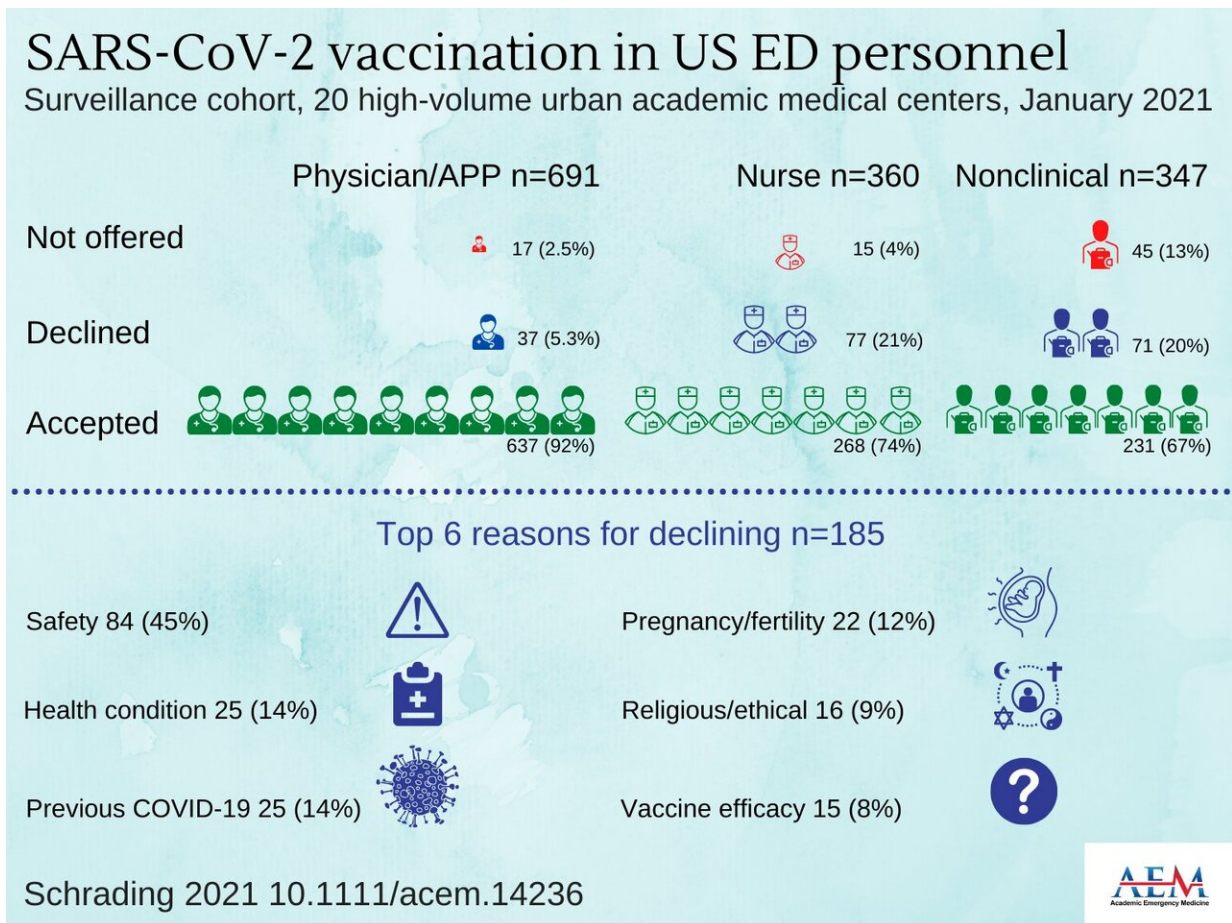 SARS-CoV-2 vaccination in US ED personnel
Surveillance cohort, 20 high-volume urban academic medical centers, January 2021
Physician/APP n=691 Nurse n=360 Nonclinical n=347
Not offered 17 (2.5%) 15 (4%) 45 (13%)
Declined 37 (5.3%) 77 (21%) 71 (20%)
Accepted 637 (92%) 268 (74%) 231 (67%)
Top 6 reasons for declining n=185
Safety 84 (45%) Pregnancy/fertility 22 (12%)
Health condition 25 (14%) Religious/ethical 16 (9%)
Previous COVID-19 25 (14%) Vaccine efficacy 15 (8%)
Schrading 2021 10.1111/acem.14236
AEM
Academic Emergency Medicine